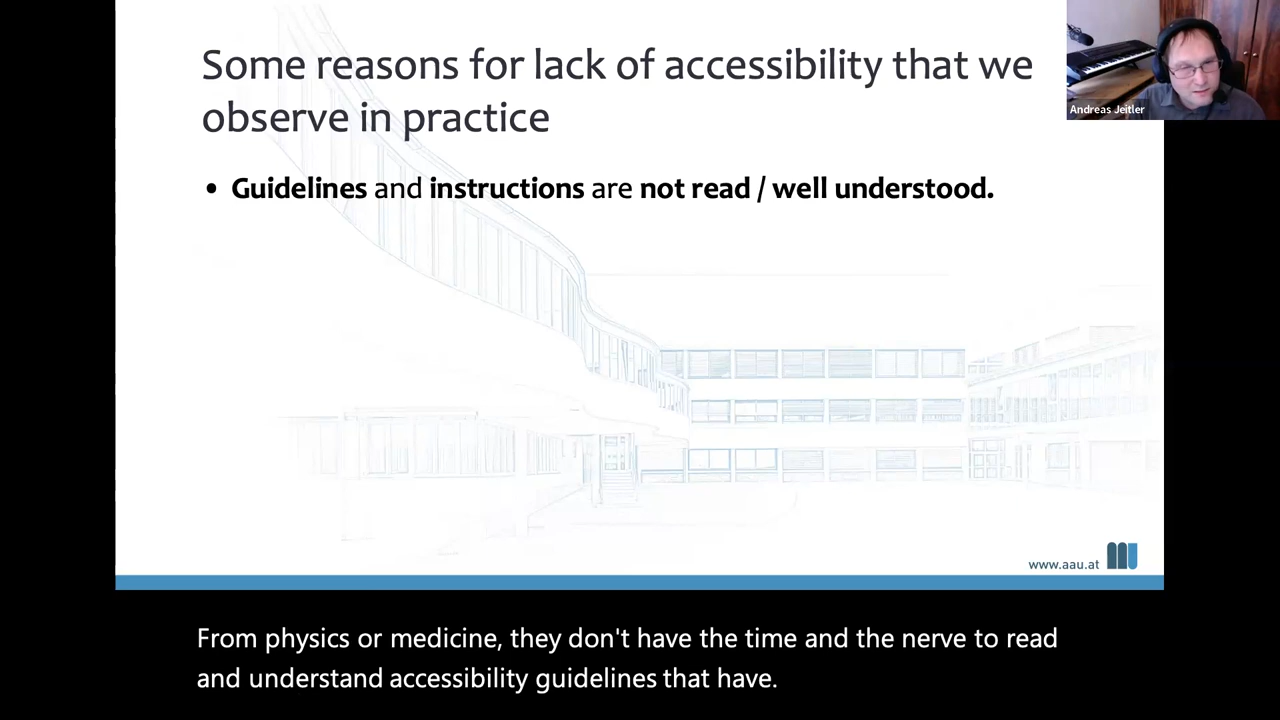 Some reasons for lack of accessibility that we
observe in practice
Andreas Jeitler
• Guidelines and instructions are not read / well understood.
www.aau.at
From physics or medicine, they don't have the time and the nerve to read
and understand accessibility guidelines that have.